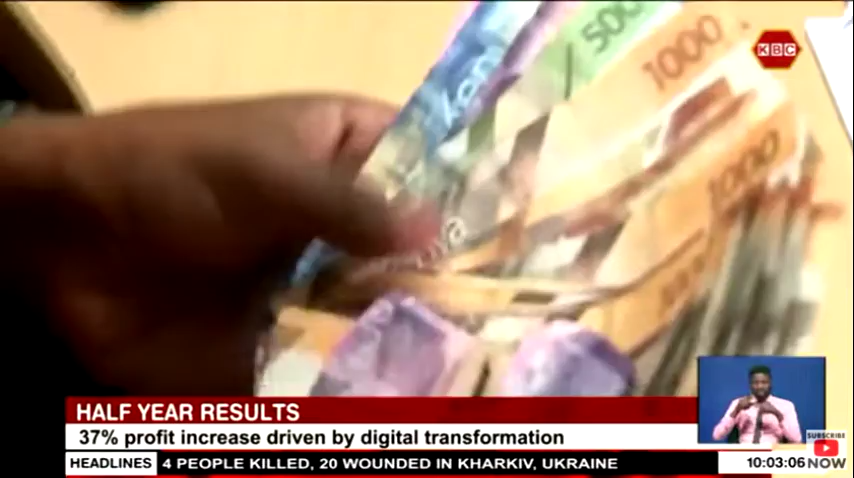 500
1000
KBC
1000
HALF YEAR RESULTS
37% profit increase driven by digital transformation
HEADLINES
4 PEOPLE KILLED, 20 WOUNDED IN KHARKIV, UKRAINE
10:03:06
SUBSCRIBE
NOW